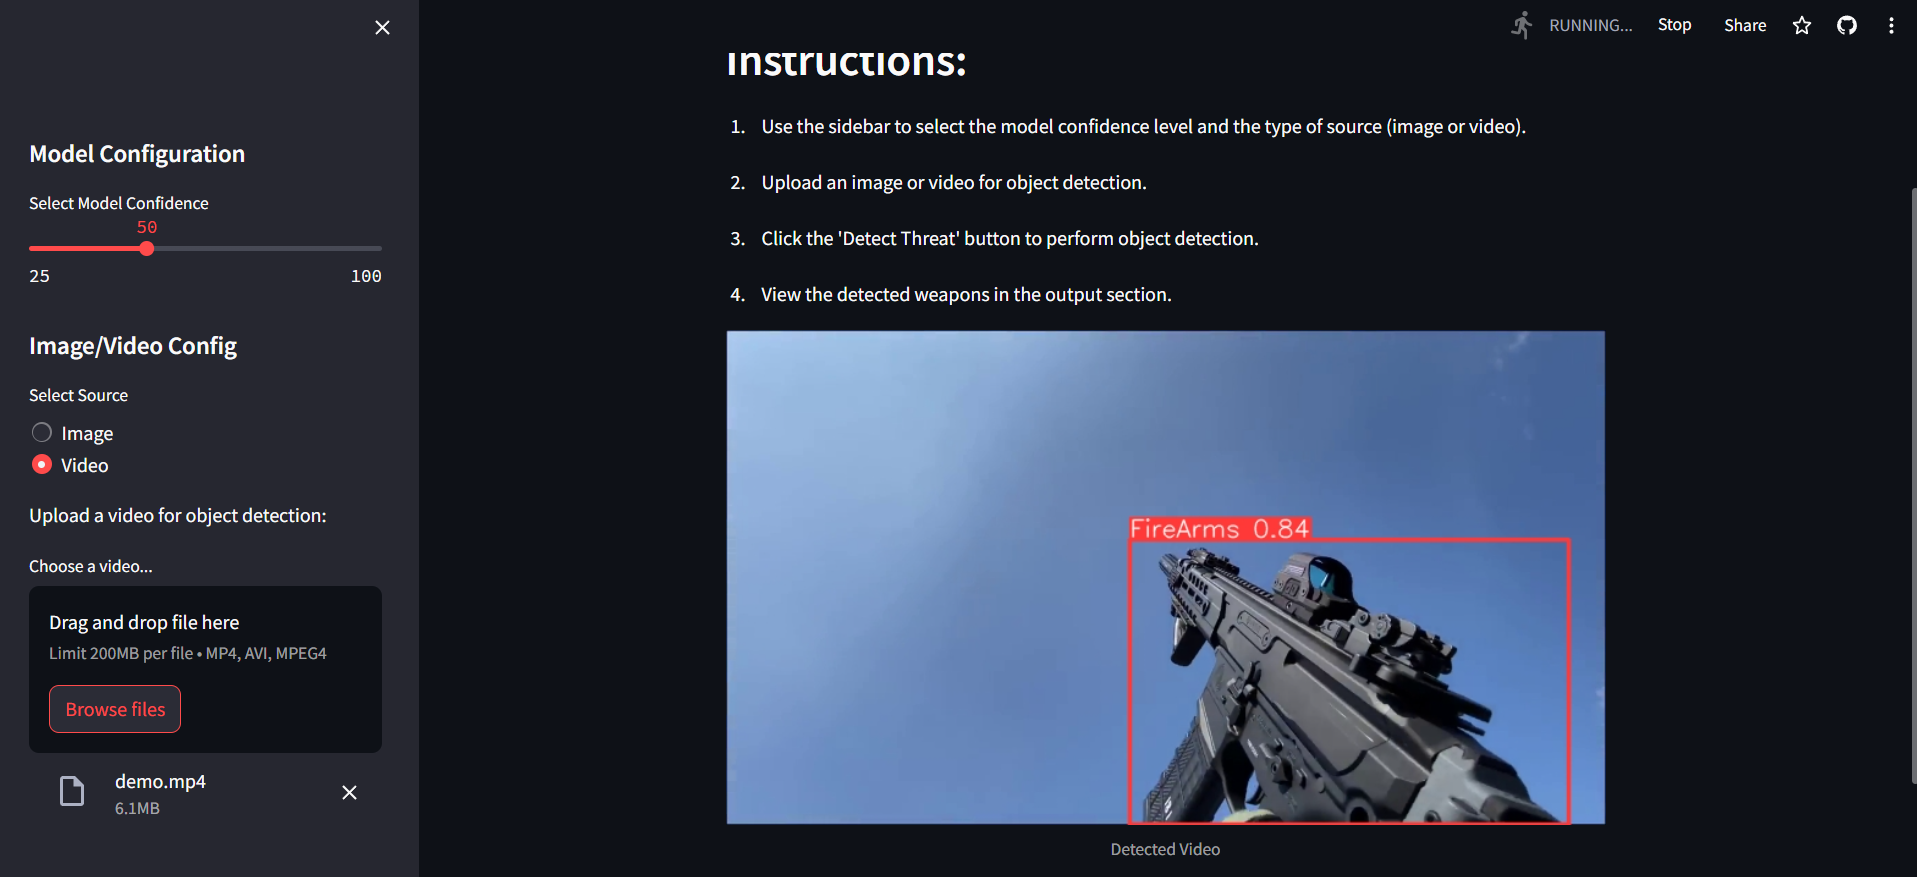 RUNNING...
Stop
Share
Model Configuration
Select Model Confidence
50
25
100
Image/Video Config
Select Source
Image
Video
Upload a video for object detection:
Choose a video...
Drag and drop file here
Limit 200MB per file • MP4, AVI, MPEG4
Browse files
demo.mp4
6.1MB
Instructions:
1. Use the sidebar to select the model confidence level and the type of source (image or video).
2. Upload an image or video for object detection.
3. Click the 'Detect Threat' button to perform object detection.
4. View the detected weapons in the output section.
FireArms 0.84
Detected Video